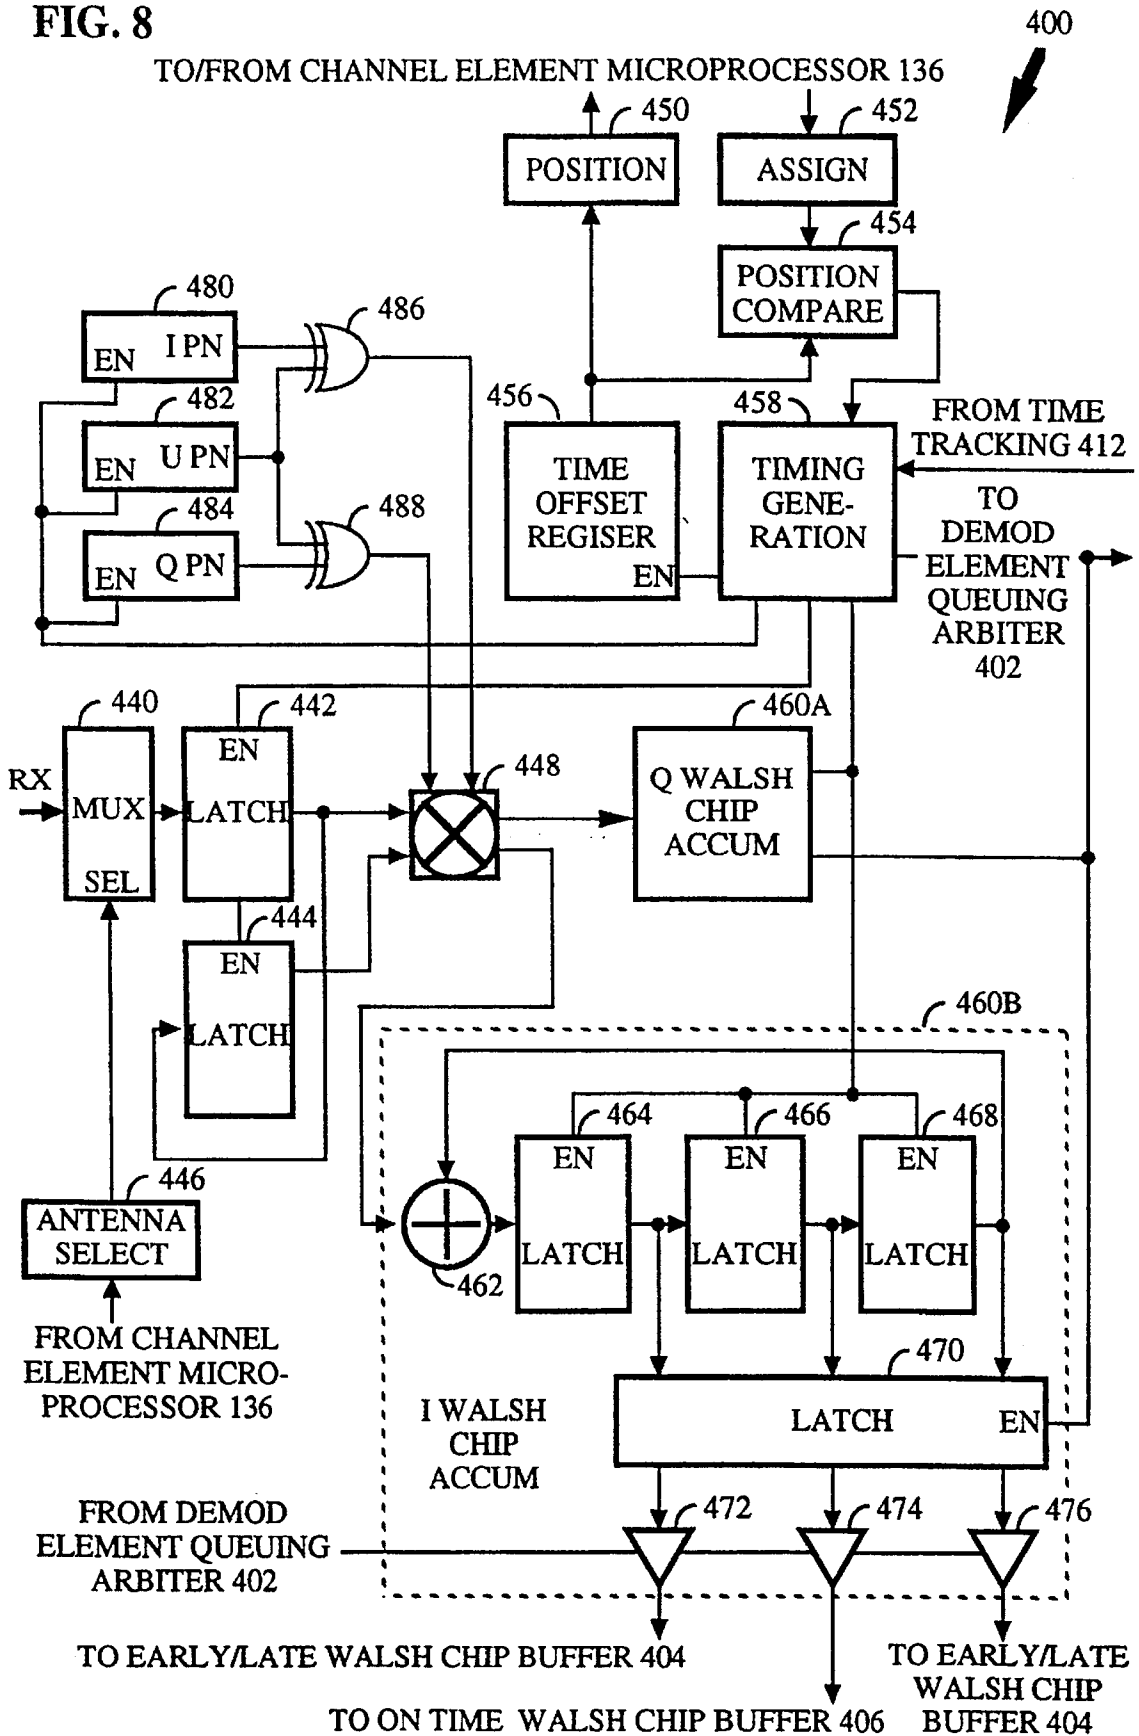 FIG. 8
400
TO/FROM CHANNEL ELEMENT MICROPROCESSOR 136
450
452
POSITION
ASSIGN
454
POSITION
COMPARE
480
I PN
EN
486
482
U PN
EN
484
Q PN
EN
488
456
TIME
OFFSET
REGISER
EN
458
TIMING
GENE-
RATION
FROM TIME
TRACKING 412
TO
DEMOD
ELEMENT
QUEUING
ARBITER
402
440
RX
MUX
SEL
442
EN
LATCH
444
EN
LATCH
448
460A
Q WALSH
CHIP
ACCUM
460B
446
ANTENNA
SELECT
FROM CHANNEL
ELEMENT MICRO-
PROCESSOR 136
462
464
EN
LATCH
466
EN
LATCH
468
EN
LATCH
470
LATCH
EN
I WALSH
CHIP
ACCUM
FROM DEMOD
ELEMENT QUEUING
ARBITER 402
472
474
476
TO EARLY/LATE WALSH CHIP BUFFER 404
TO ON TIME WALSH CHIP BUFFER 406
TO EARLY/LATE
WALSH CHIP
BUFFER 404